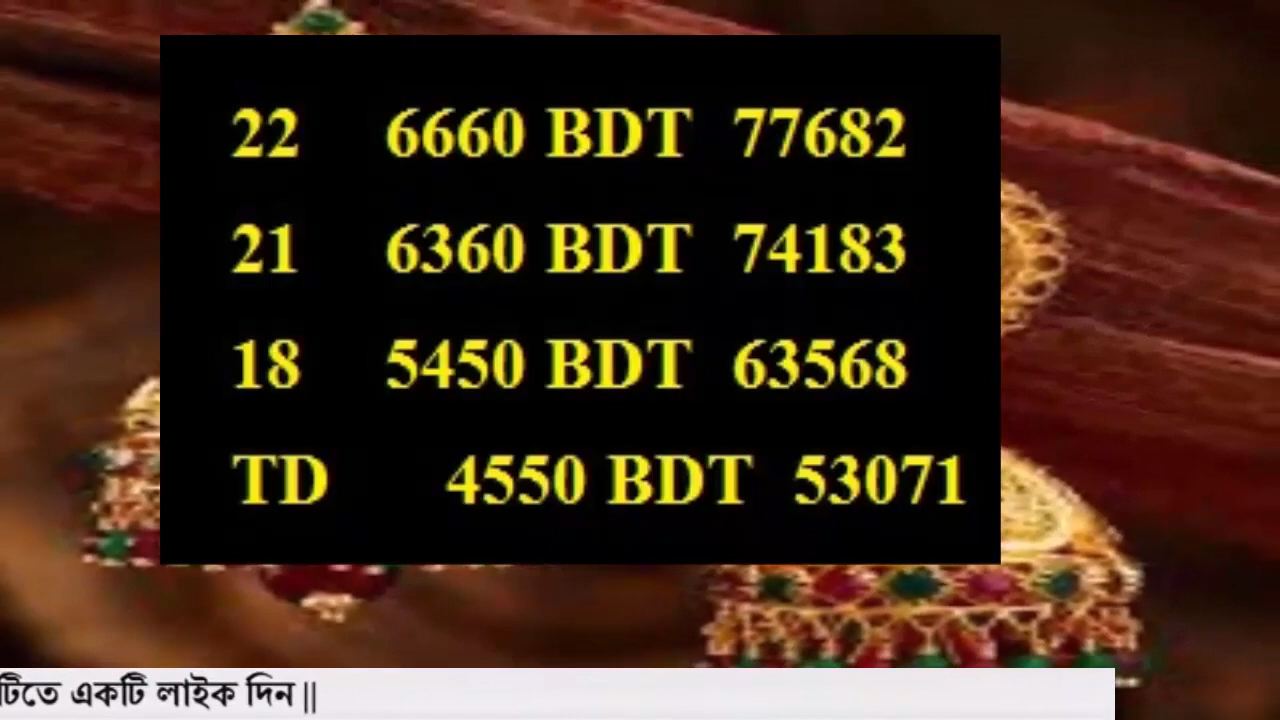 22 6660 BDT 77682
21 6360 BDT 74183
18 5450 BDT 63568
TD 4550 BDT 53071
টিতে একটি লাইক দিন ||